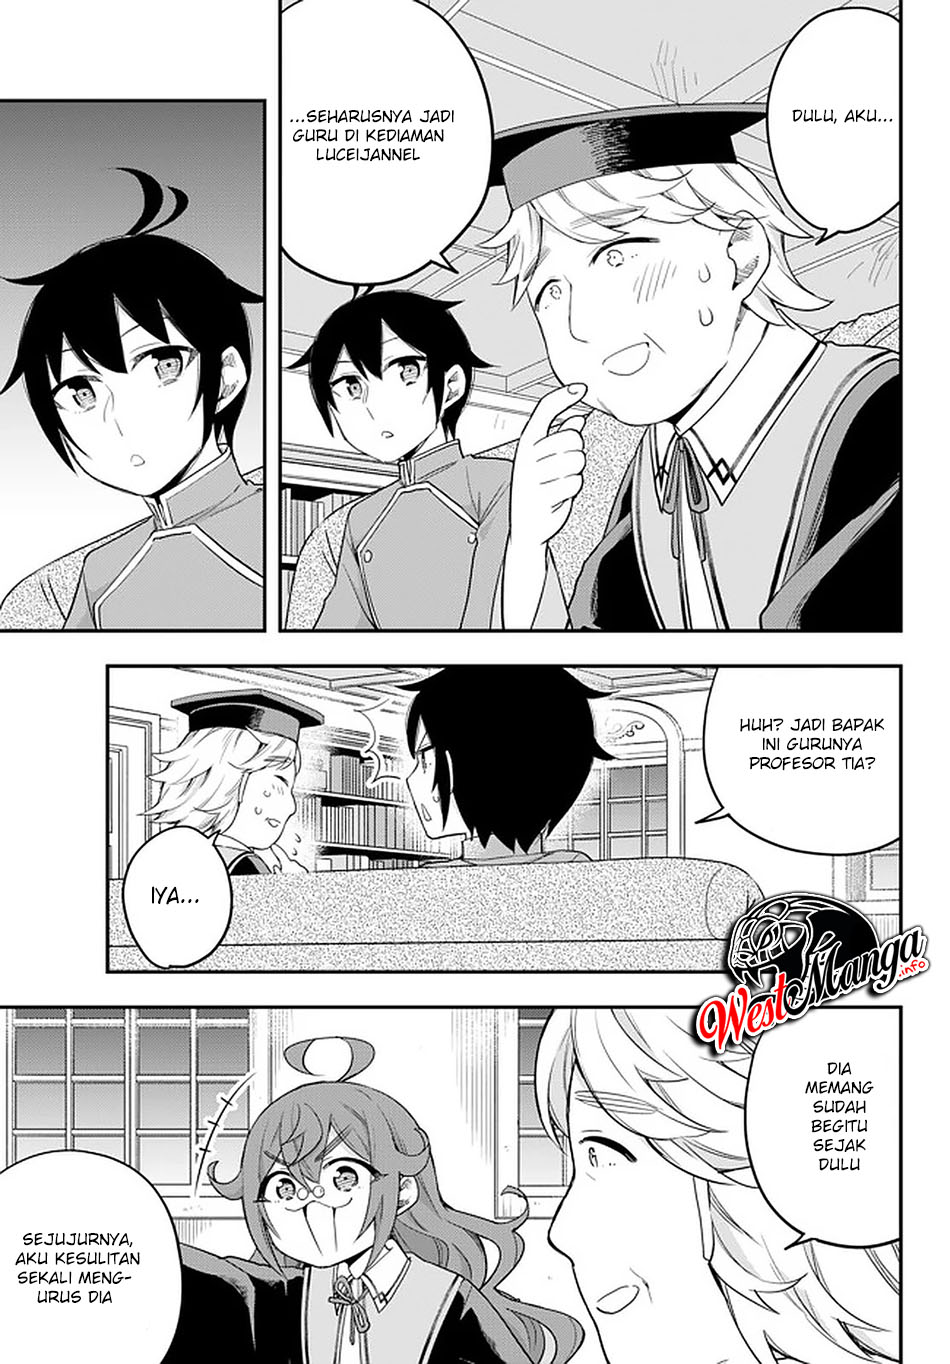 DULU, AKU...
...SEHARUSNYA JADI
GURU DI KEDIAMAN
LUCEIJANNEL
HUH? JADI BAPAK
INI GURUNYA
PROFESOR TIA?
IYA...
WestManga
.info
DIA
MEMANG
SUDAH
BEGITU
SEJAK
DULU
SEJUJURNYA,
AKU KESULITAN
SEKALI MENG-
URUS DIA